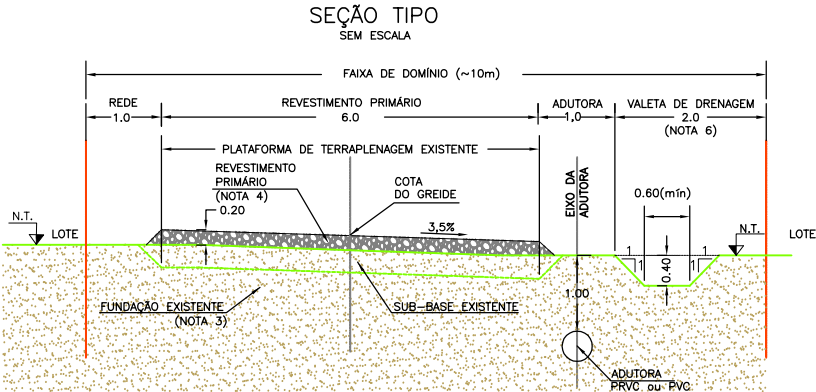 SEÇÃO TIPO
SEM ESCALA
FAIXA DE DOMÍNIO (~10m)
REDE
1.0
REVESTIMENTO PRIMÁRIO
6.0
ADUTORA
1,0
VALETA DE DRENAGEM
2.0
(NOTA 6)
PLATAFORMA DE TERRAPLENAGEM EXISTENTE
REVESTIMENTO
PRIMÁRIO
(NOTA 4)
0.20
COTA
DO GREIDE
3,5%
EIXO DA
ADUTORA
0.60(mín)
N.T.
LOTE
N.T.
LOTE
1
1
1
1
0.40
1.00
FUNDAÇÃO EXISTENTE
(NOTA 3)
SUB-BASE EXISTENTE
ADUTORA
PRVC ou PVC